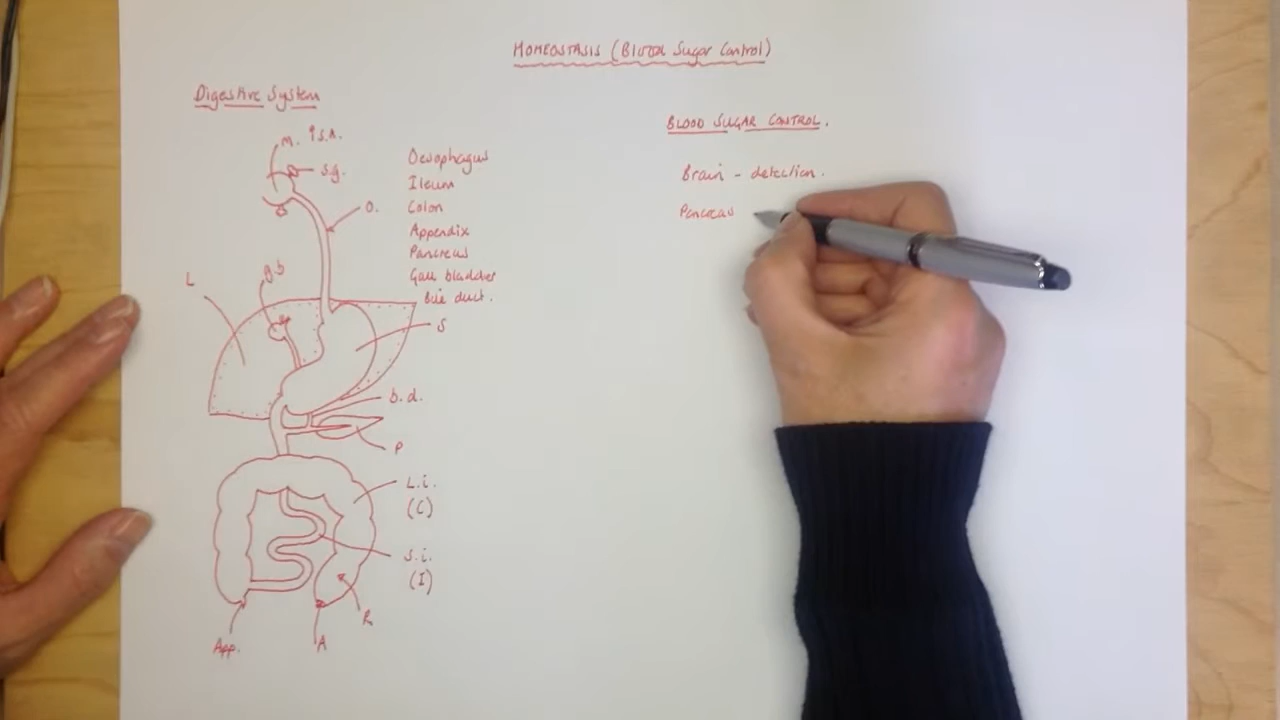 HOMEOSTASIS (Blood Sugar Control)
Digestive System
M.
s.g.
O.
Oesophagus
Ileum
Colon
Appendix
Pancreas
Gall bladder
Bile duct.
L
g.b
S
b.d.
P
L.i.
(C)
s.i.
(I)
R
App.
A
BLOOD SUGAR CONTROL.
Brain - detection.
Pancreas